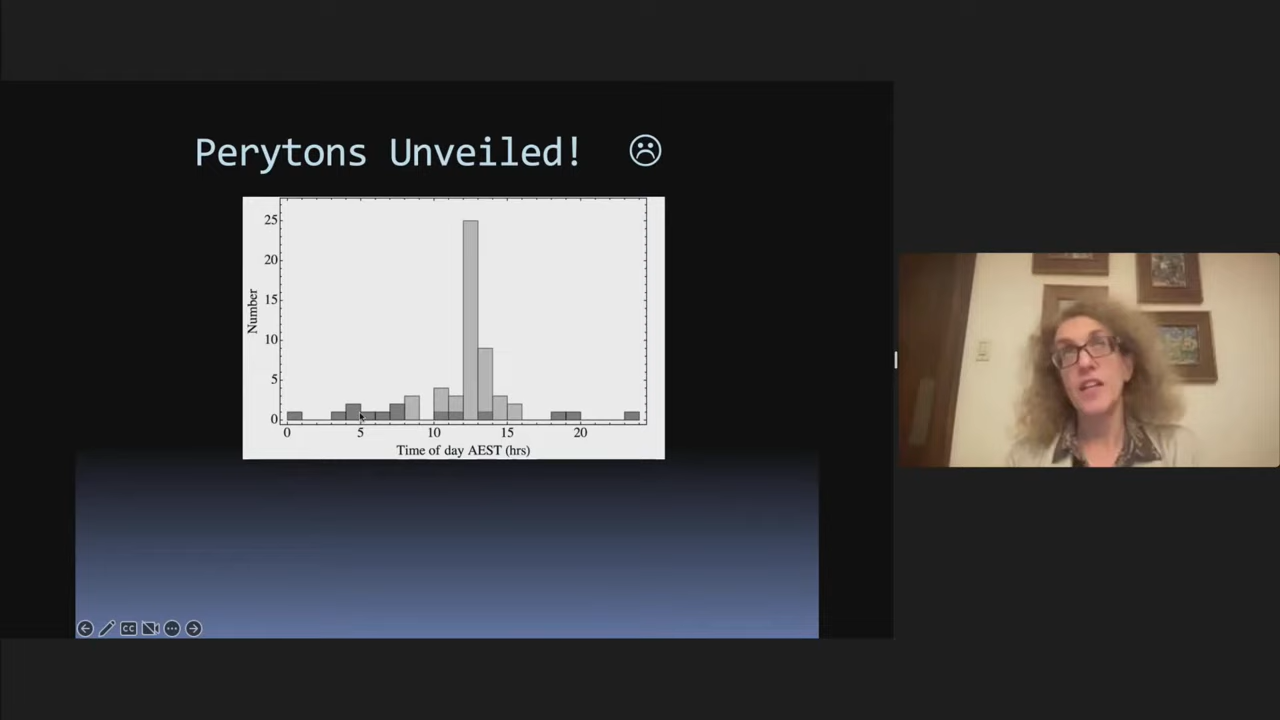 Perytons Unveiled! ☹
25
20
15
10
5
0
Number
0 5 10 15 20
Time of day AEST (hrs)
CC